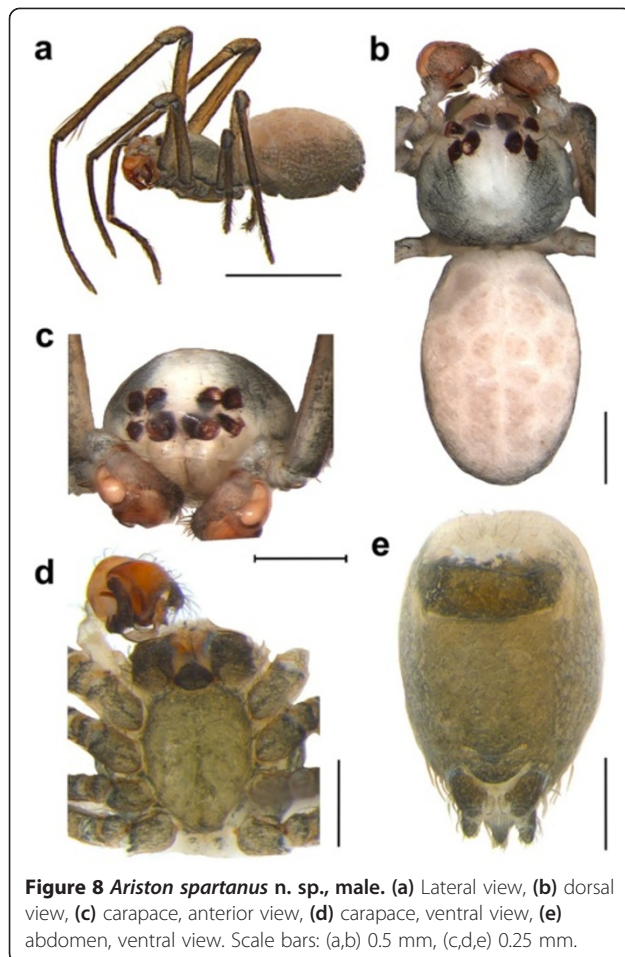 a
b
c
d
e
Figure 8 Ariston spartanus n. sp., male. (a) Lateral view, (b) dorsal
view, (c) carapace, anterior view, (d) carapace, ventral view, (e)
abdomen, ventral view. Scale bars: (a,b) 0.5 mm, (c,d,e) 0.25 mm.